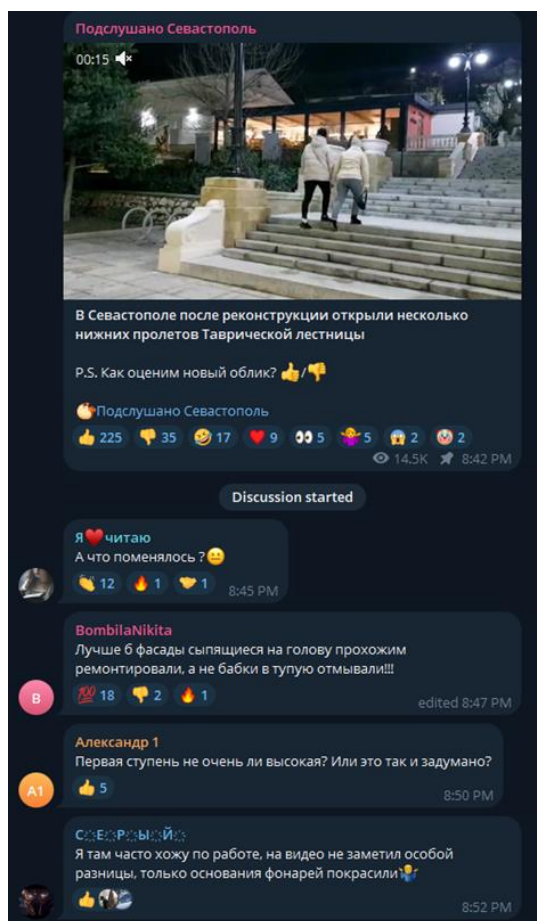 Подслушано Севастополь
00:15
В Севастополе после реконструкции открыли несколько
нижних пролетов Таврической лестницы
P.S. Как оценим новый облик? 👍/👎
Подслушано Севастополь
👍 225 👎 35 🤣 17 ❤ 9 👀 5 🤷‍♀️ 5 😱 2 🤡 2
14.5K 8:42 PM
Discussion started
Я❤️читаю
А что поменялось ?😐
👏 12 🔥 1 🤝 1 8:45 PM
BombilaNikita
Лучше б фасады сыпящиеся на голову прохожим
ремонтировали, а не бабки в тупую отмывали!!!
💯 18 👎 2 🔥 1
edited 8:47 PM
B
Александр 1
Первая ступень не очень ли высокая? Или это так и задумано?
👍 5
8:50 PM
A1
С҉Е҉Р҉Ы҉Й҉
Я там часто хожу по работе, на видео не заметил особой
разницы, только основания фонарей покрасили🤷‍♂️
8:52 PM